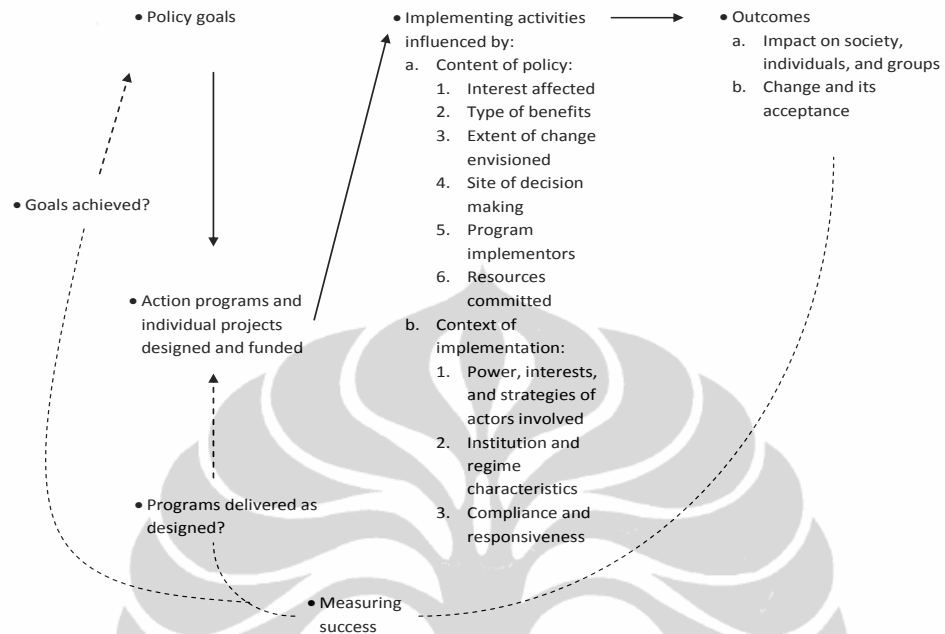 • Policy goals
• Goals achieved?
• Action programs and
individual projects
designed and funded
• Programs delivered as
designed?
• Implementing activities
influenced by:
a. Content of policy:
1. Interest affected
2. Type of benefits
3. Extent of change
envisioned
4. Site of decision
making
5. Program
implementors
6. Resources
committed
b. Context of
implementation:
1. Power, interests,
and strategies of
actors involved
2. Institution and
regime
characteristics
3. Compliance and
responsiveness
• Outcomes
a. Impact on society,
individuals, and groups
b. Change and its
acceptance
• Measuring
success